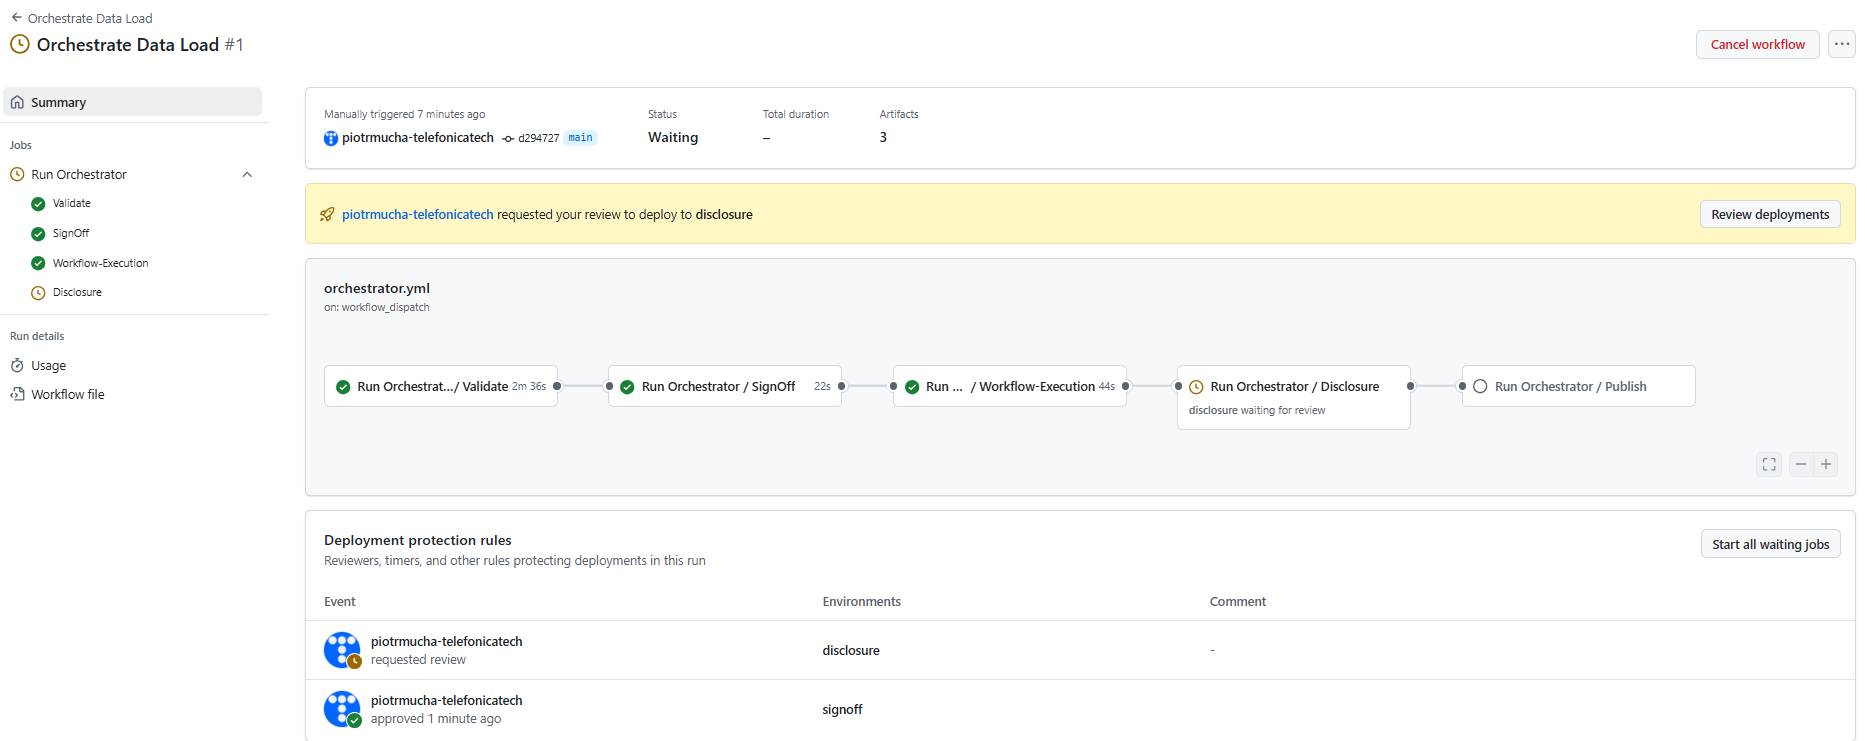 Orchestrate Data Load
Orchestrate Data Load #1
Cancel workflow
Summary
Jobs
Run Orchestrator
Validate
SignOff
Workflow-Execution
Disclosure
Run details
Usage
Workflow file
Manually triggered 7 minutes ago
piotrmucha-telefonicatech d294727 main
Status
Waiting
Total duration
–
Artifacts
3
piotrmucha-telefonicatech requested your review to deploy to disclosure
Review deployments
orchestrator.yml
on: workflow_dispatch
Run Orchestrat.../ Validate 2m 36s
Run Orchestrator / SignOff 22s
Run ... / Workflow-Execution 44s
Run Orchestrator / Disclosure
disclosure waiting for review
Run Orchestrator / Publish
Deployment protection rules
Reviewers, timers, and other rules protecting deployments in this run
Start all waiting jobs
Event Environments Comment
piotrmucha-telefonicatech
requested review
disclosure
-
piotrmucha-telefonicatech
approved 1 minute ago
signoff